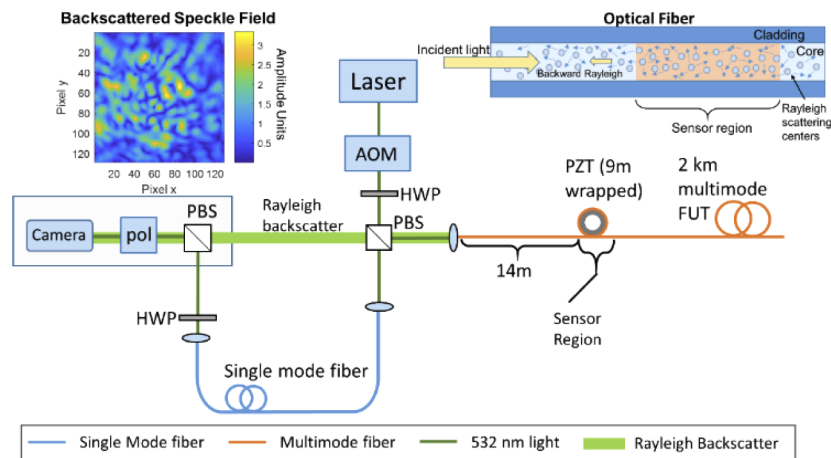 Backscattered Speckle Field
Pixel y
20
40
60
80
100
120
20 40 60 80 100 120
Pixel x
3
2.5
2
1.5
1
0.5
Amplitude Units
Laser
AOM
HWP
PBS
Rayleigh
backscatter
PBS
pol
Camera
HWP
Single mode fiber
14m
PZT (9m
wrapped)
Sensor
Region
2 km
multimode
FUT
Optical Fiber
Cladding
Core
Incident light
Backward Rayleigh
Sensor region
Rayleigh
scattering
centers
Single Mode fiber
Multimode fiber
532 nm light
Rayleigh Backscatter